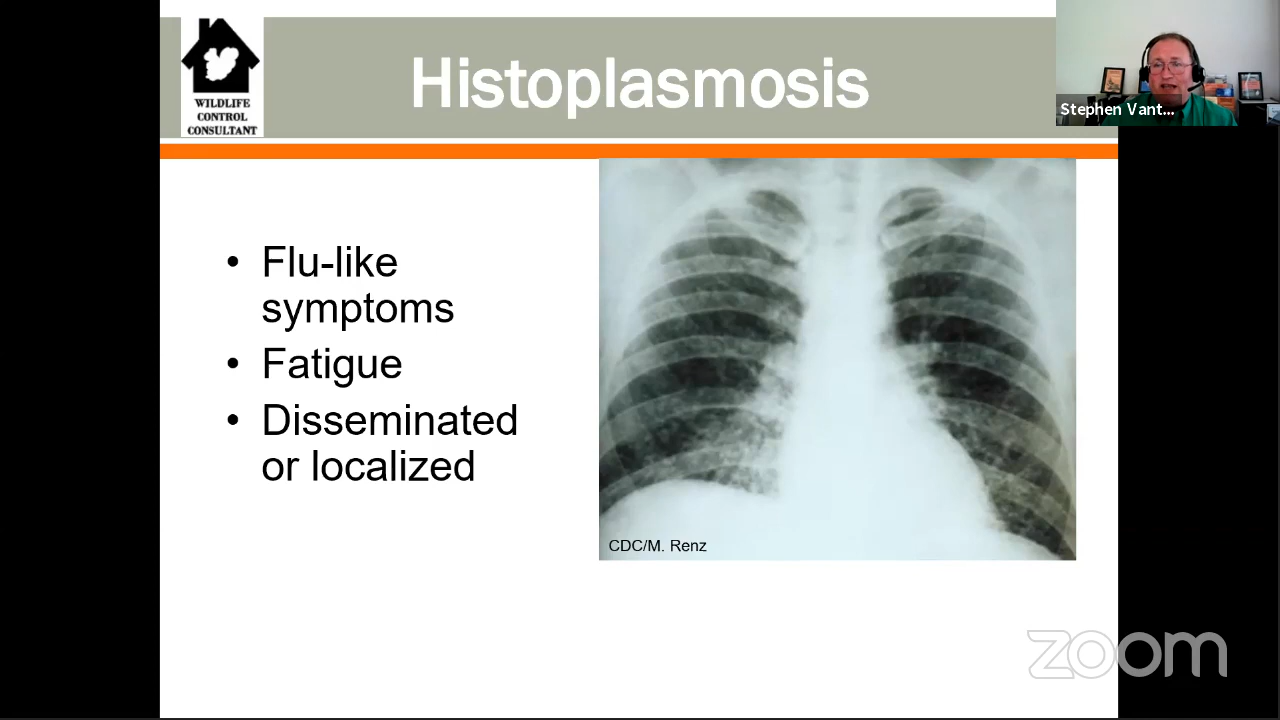 Histoplasmosis
WILDLIFE
CONTROL
CONSULTANT
Stephen Vant...
• Flu-like
symptoms
• Fatigue
• Disseminated
or localized
CDC/M. Renz
zoom